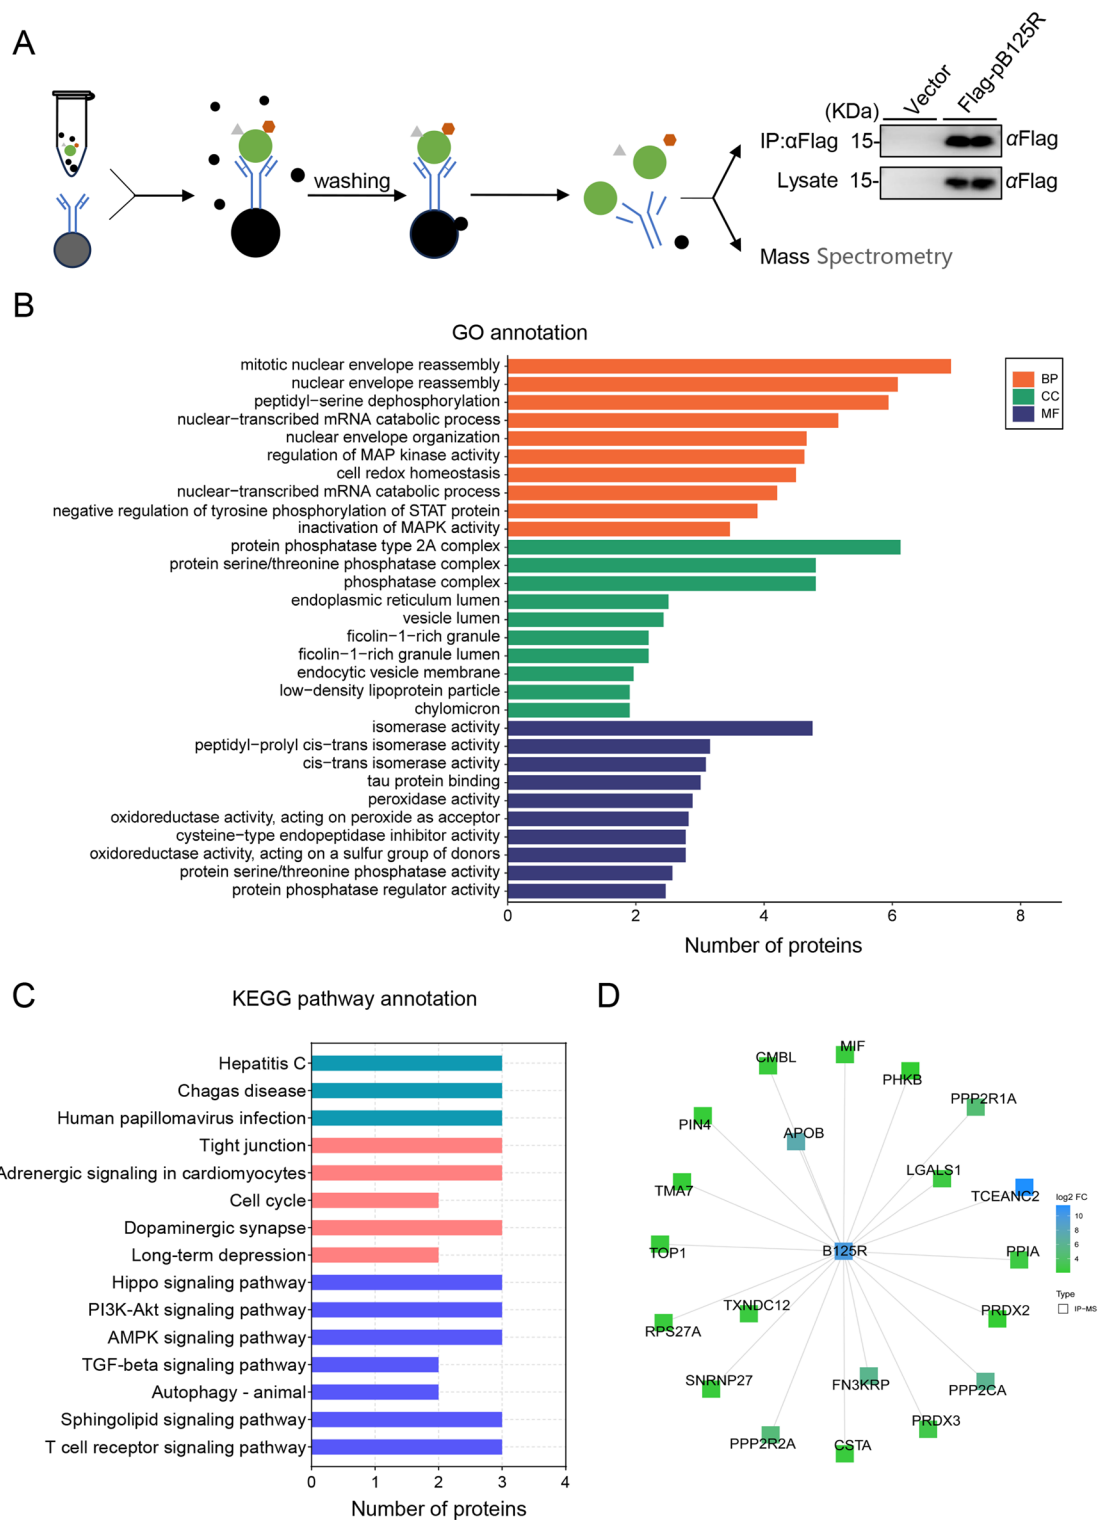 A
washing
(KDa)
Vector
Flag-pB125R
IP:αFlag 15- αFlag
Lysate 15- αFlag
Mass Spectrometry
B
GO annotation
mitotic nuclear envelope reassembly
nuclear envelope reassembly
peptidyl−serine dephosphorylation
nuclear−transcribed mRNA catabolic process
nuclear envelope organization
regulation of MAP kinase activity
cell redox homeostasis
nuclear−transcribed mRNA catabolic process
negative regulation of tyrosine phosphorylation of STAT protein
inactivation of MAPK activity
protein phosphatase type 2A complex
protein serine/threonine phosphatase complex
phosphatase complex
endoplasmic reticulum lumen
vesicle lumen
ficolin−1−rich granule
ficolin−1−rich granule lumen
endocytic vesicle membrane
low−density lipoprotein particle
chylomicron
isomerase activity
peptidyl−prolyl cis−trans isomerase activity
cis−trans isomerase activity
tau protein binding
peroxidase activity
oxidoreductase activity, acting on peroxide as acceptor
cysteine−type endopeptidase inhibitor activity
oxidoreductase activity, acting on a sulfur group of donors
protein serine/threonine phosphatase activity
protein phosphatase regulator activity
BP
CC
MF
0 2 4 6 8
Number of proteins
C
KEGG pathway annotation
Hepatitis C
Chagas disease
Human papillomavirus infection
Tight junction
Adrenergic signaling in cardiomyocytes
Cell cycle
Dopaminergic synapse
Long-term depression
Hippo signaling pathway
PI3K-Akt signaling pathway
AMPK signaling pathway
TGF-beta signaling pathway
Autophagy - animal
Sphingolipid signaling pathway
T cell receptor signaling pathway
0 1 2 3 4
Number of proteins
D
MIF
CMBL
PHKB
PPP2R1A
PIN4
APOB
LGALS1
TMA7
TCEANC2
TOP1
B125R
PPIA
TXNDC12
PRDX2
RPS27A
SNRNP27
FN3KRP
PPP2CA
PRDX3
PPP2R2A
CSTA
log2 FC
10
8
6
4
Type
IP−MS